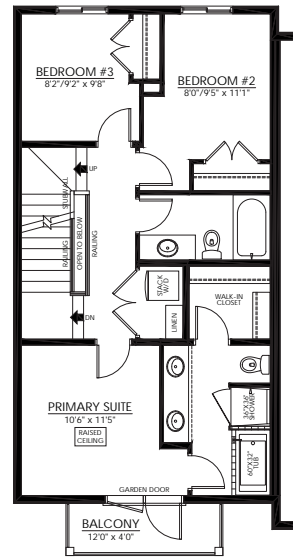 BEDROOM #3
8'2"/9'2" x 9'8"
BEDROOM #2
8'0"/9'5" x 11'1"
UP
STUB WALL
OPEN TO BELOW
RAILING
RAILING
DN
STACK
W/D
LINEN
WALK-IN
CLOSET
36"X36"
SHOWER
60"X32"
TUB
PRIMARY SUITE
10'6" x 11'5"
RAISED
CEILING
GARDEN DOOR
BALCONY
12'0" x 4'0"